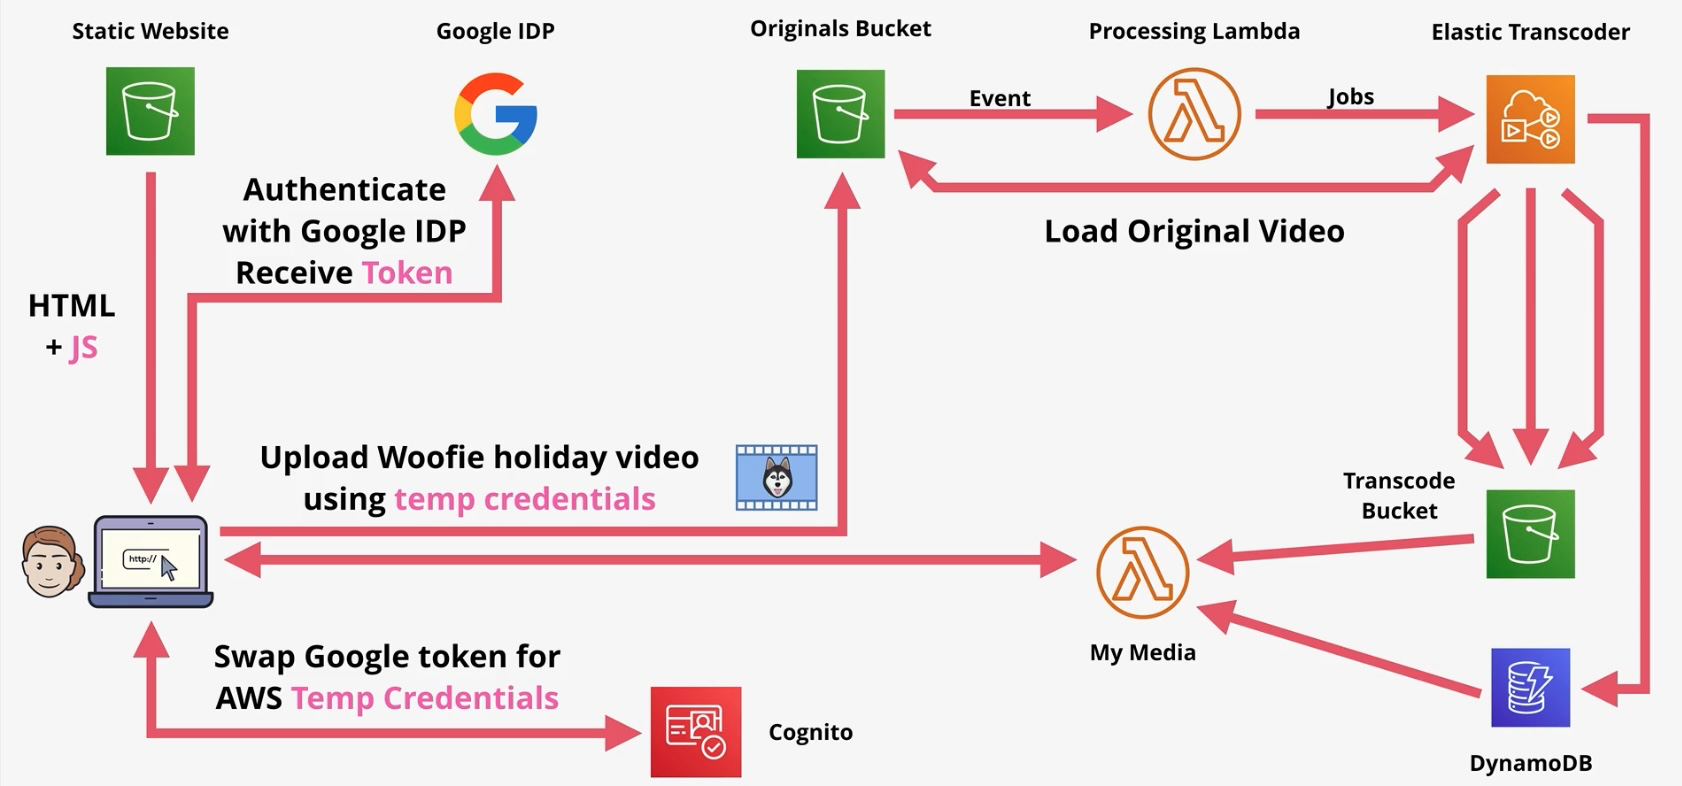 Static Website
Google IDP
Originals Bucket
Processing Lambda
Elastic Transcoder
Event
Jobs
Authenticate
with Google IDP
Receive Token
Load Original Video
HTML
+ JS
Upload Woofie holiday video
using temp credentials
Transcode
Bucket
http://
My Media
Swap Google token for
AWS Temp Credentials
Cognito
DynamoDB